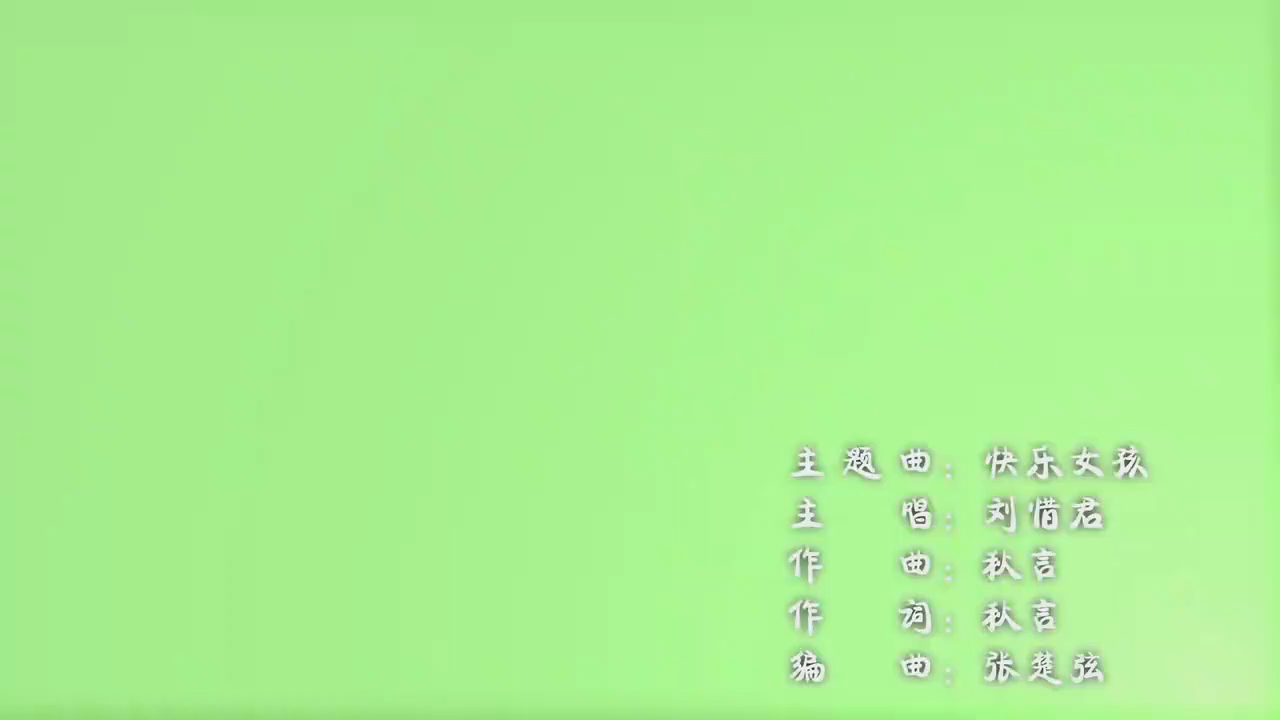 主题曲：快乐女孩
主唱：刘惜君
作曲：秋言
作词：秋言
编曲：张楚弦